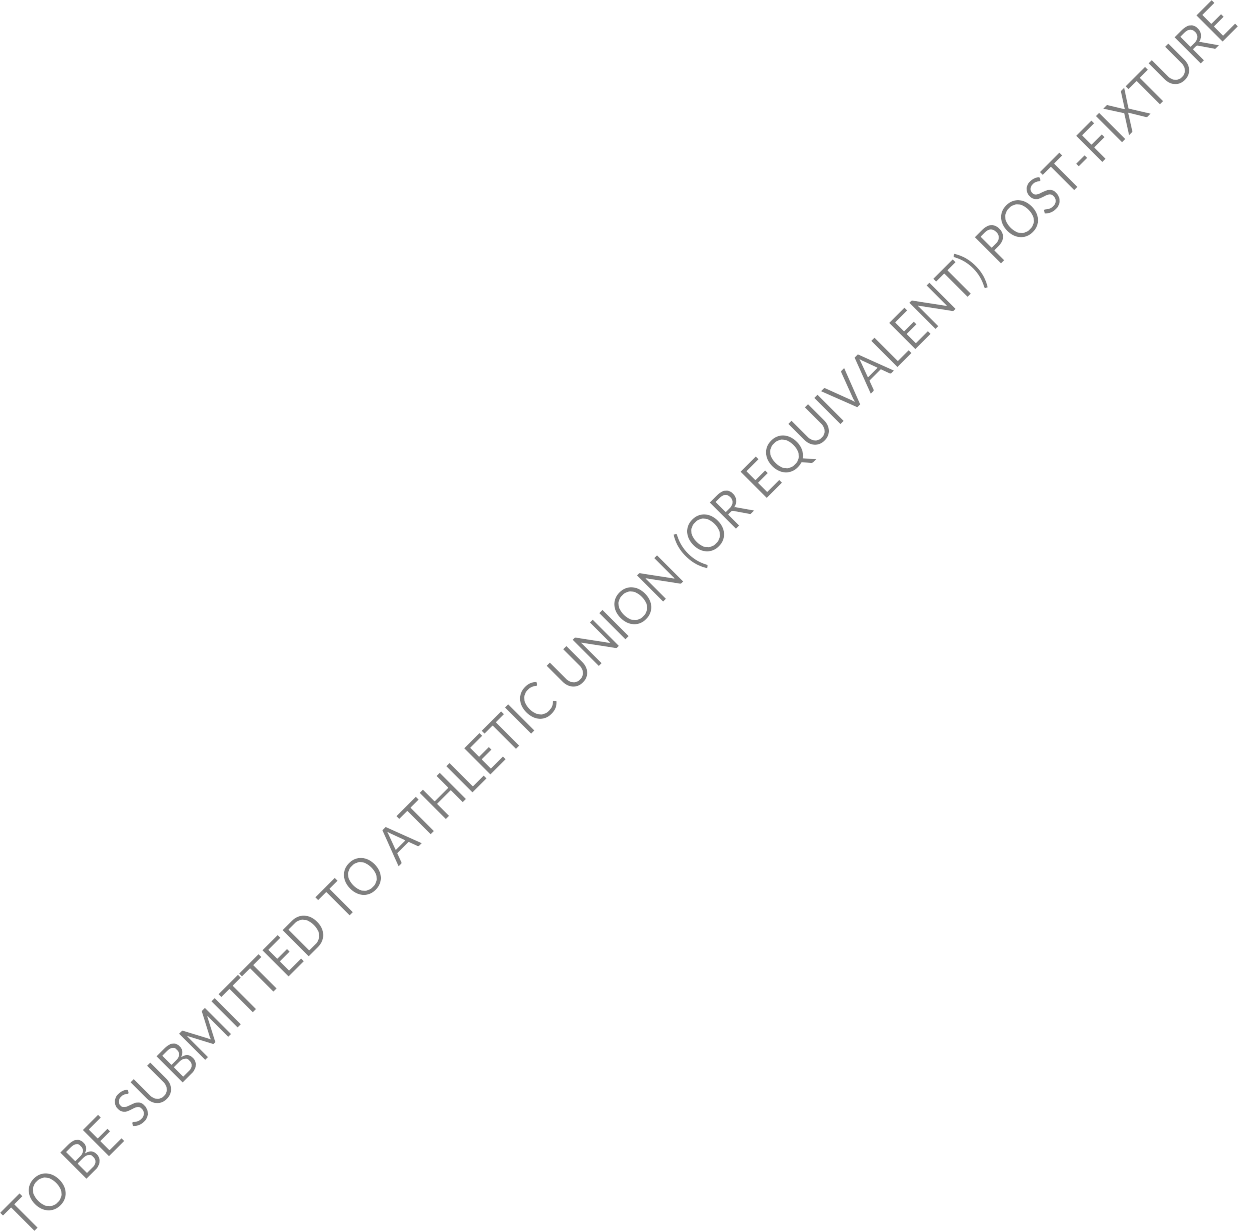 TO BE SUBMITTED TO ATHLETIC UNION (OR EQUIVALENT) POST-FIXTURE